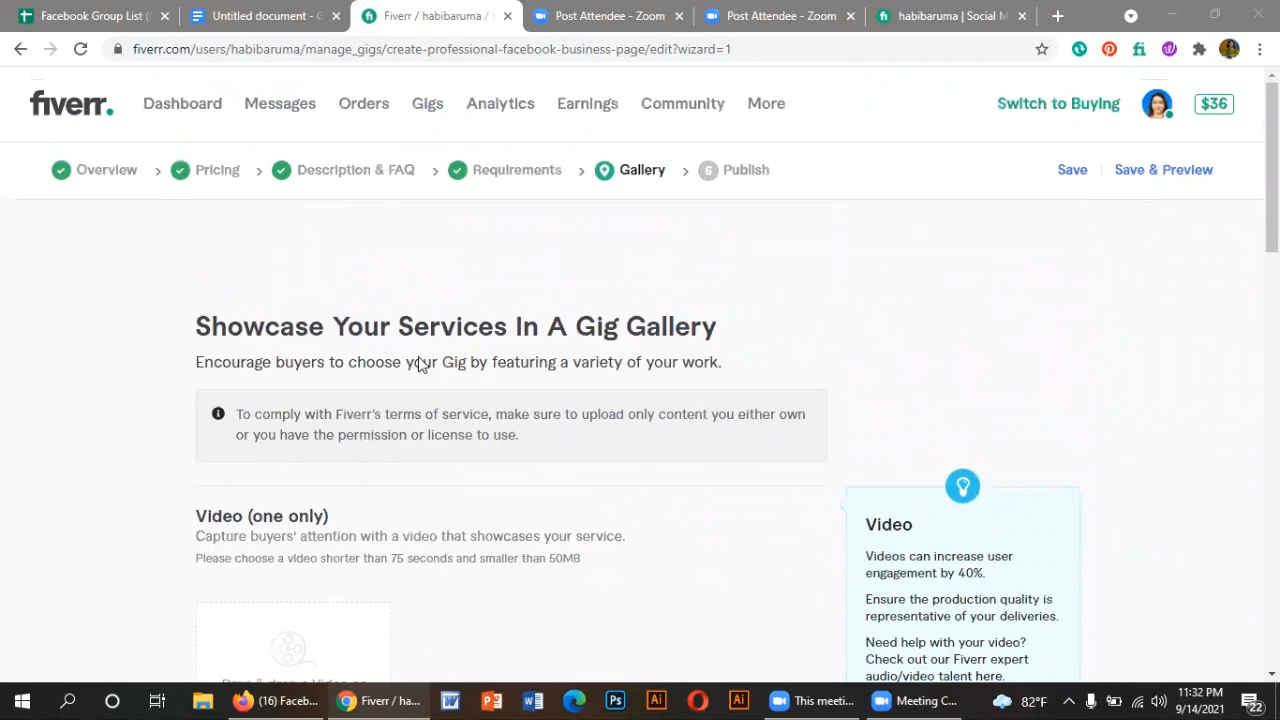 Facebook Group List (
Untitled document - G
Fiverr / habibaruma /
Post Attendee - Zoom
Post Attendee - Zoom
habibaruma | Social M
fiverr.com/users/habibaruma/manage_gigs/create-professional-facebook-business-page/edit?wizard=1
fiverr.
Dashboard
Messages
Orders
Gigs
Analytics
Earnings
Community
More
Switch to Buying
$36
Overview
Pricing
Description & FAQ
Requirements
Gallery
6
Publish
Save
Save & Preview
Showcase Your Services In A Gig Gallery
Encourage buyers to choose your Gig by featuring a variety of your work.
To comply with Fiverr's terms of service, make sure to upload only content you either own
or you have the permission or license to use.
Video (one only)
Capture buyers' attention with a video that showcases your service.
Please choose a video shorter than 75 seconds and smaller than 50MB
Video
Videos can increase user
engagement by 40%.
Ensure the production quality is
representative of your deliveries.
Need help with your video?
Check out our Fiverr expert
audio/video talent here.
(16) Faceb...
Fiverr / ha...
This meeti...
Meeting C...
82°F
11:32 PM
9/14/2021
22